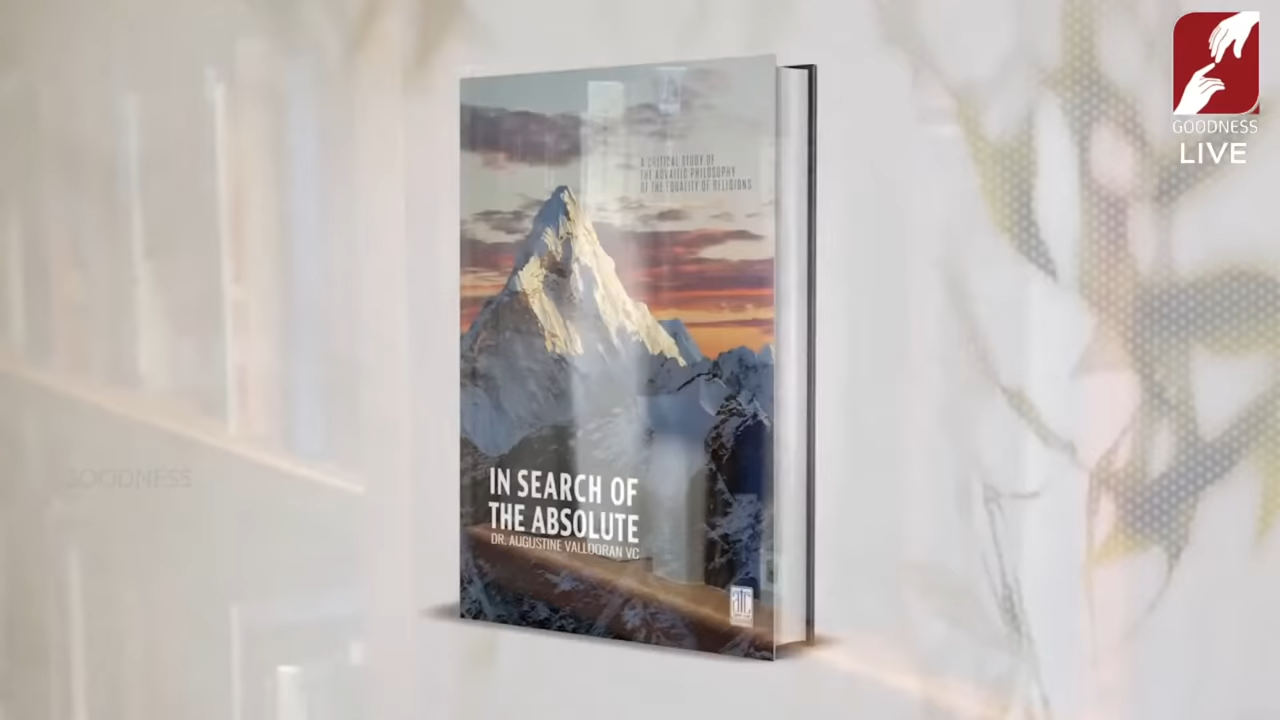 A CRITICAL STUDY OF
THE ADVAITIC PHILOSOPHY
OF THE EQUALITY OF RELIGIONS
IN SEARCH OF
THE ABSOLUTE
DR. AUGUSTINE VALLOORAN VC
atc
GOODNESS
LIVE
GOODNESS